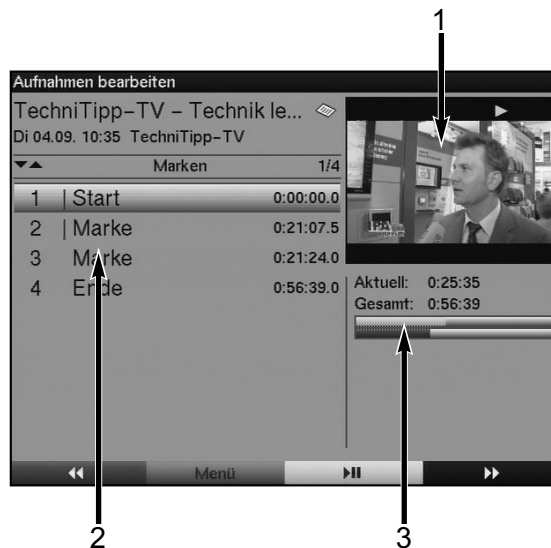 1
Aufnahmen bearbeiten
TechniTipp-TV - Technik le...
Di 04.09. 10:35 TechniTipp-TV
Marken 1/4
1 Start 0:00:00.0
2 Marke 0:21:07.5
3 Marke 0:21:24.0
4 Ende 0:56:39.0
Aktuell: 0:25:35
Gesamt: 0:56:39
Menü
2 3